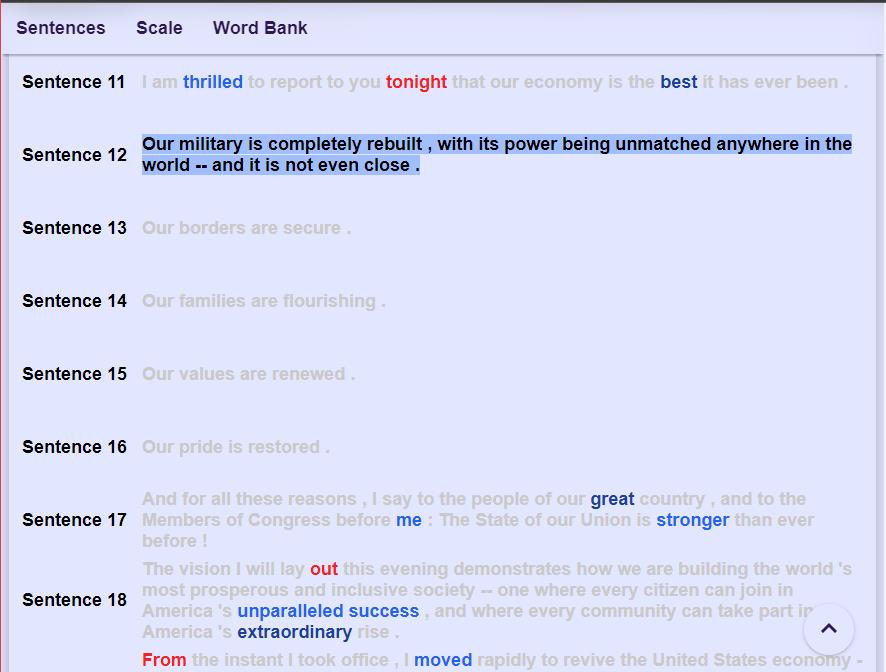 Sentences Scale Word Bank
Sentence 11 I am thrilled to report to you tonight that our economy is the best it has ever been .
Our military is completely rebuilt , with its power being unmatched anywhere in the
Sentence 12
world -- and it is not even close .
Sentence 13 Our borders are secure .
Sentence 14 Our families are flourishing .
Sentence 15 Our values are renewed .
Sentence 16 Our pride is restored .
And for all these reasons , I say to the people of our great country , and to the
Sentence 17 Members of Congress before me : The State of our Union is stronger than ever
before !
The vision I will lay out this evening demonstrates how we are building the world 's
most prosperous and inclusive society -- one where every citizen can join in
Sentence 18
America 's unparalleled success , and where every community can take part in
America 's extraordinary rise .
From the instant I took office , I moved rapidly to revive the United States economy -